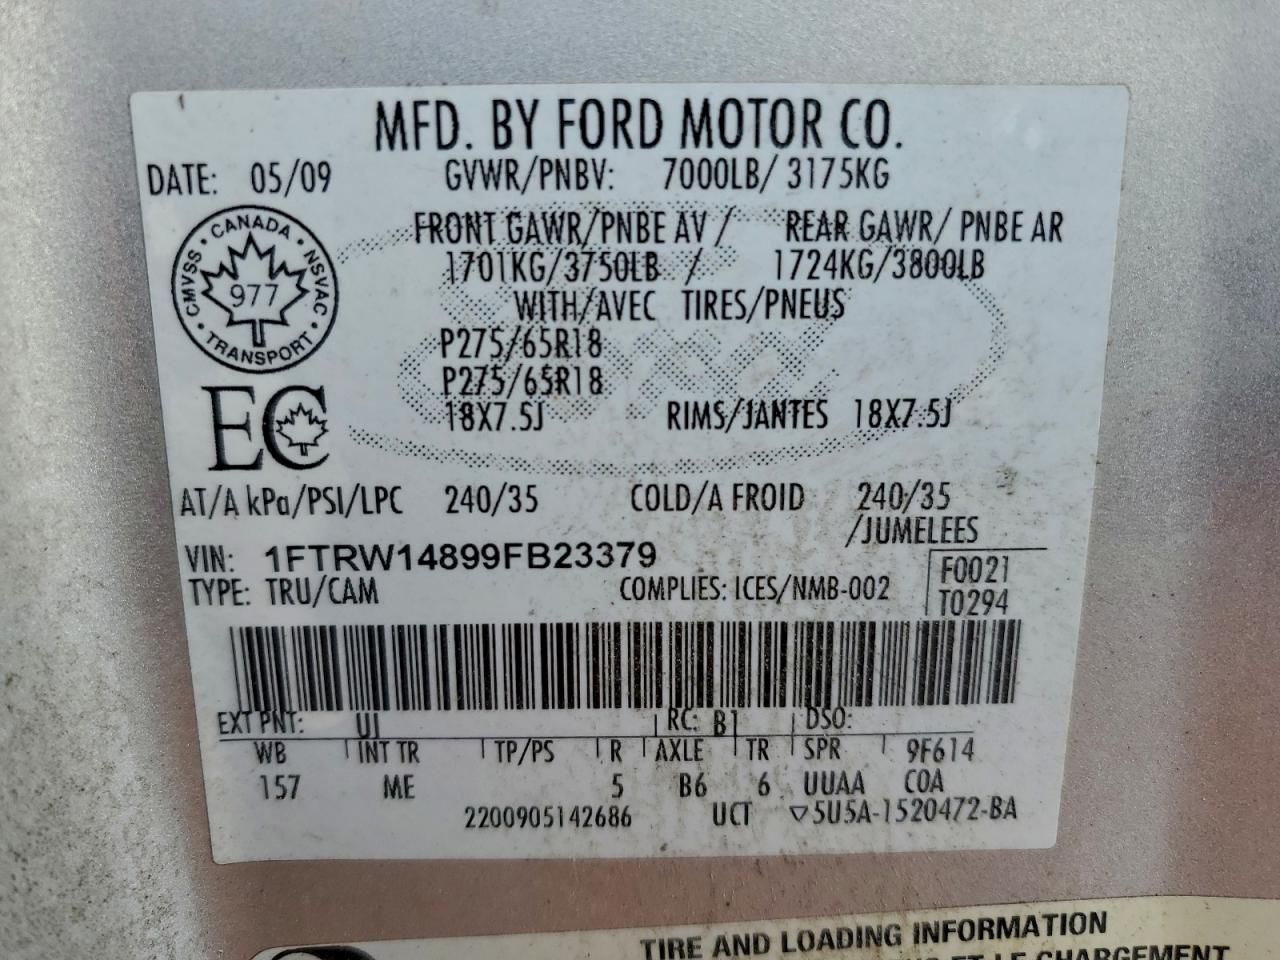 MFD. BY FORD MOTOR CO.
DATE: 05/09 GVWR/PNBV: 7000LB/ 3175KG
FRONT GAWR/PNBE AV / REAR GAWR/ PNBE AR
1701KG/3750LB / 1724KG/3800LB
WITH/AVEC TIRES/PNEUS
P275/65R18
P275/65R18
18X7.5J RIMS/JANTES 18X7.5J
CANADA • NSVAC • TRANSPORT • CMVSS •
977
EC
AT/A kPa/PSI/LPC 240/35 COLD/A FROID 240/35
/JUMELEES
VIN: 1FTRW14899FB23379
TYPE: TRU/CAM COMPLIES: ICES/NMB-002
F0021
T0294
EXT PNT: UJ RC: B1 DSO:
WB INT TR TP/PS R AXLE TR SPR 9F614
157 ME 5 B6 6 UUAA COA
2200905142686 UCT ▽5U5A-1520472-BA
TIRE AND LOADING INFORMATION
ET LE CHARGEMENT